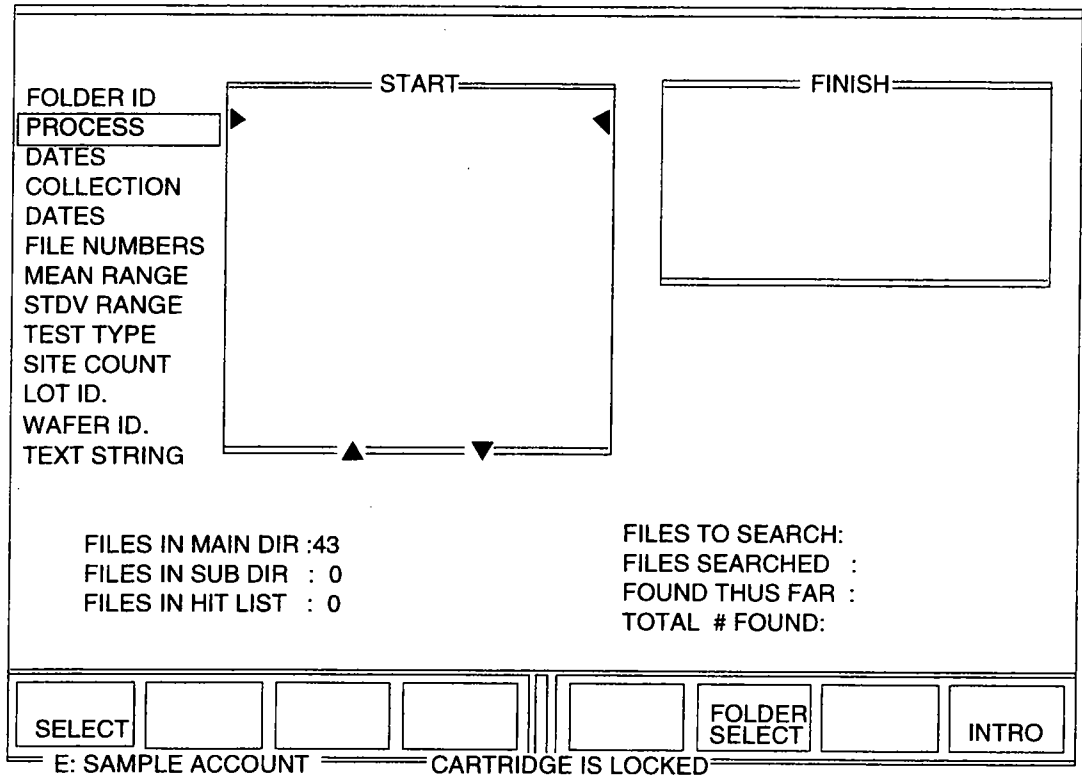 START
FINISH
FOLDER ID
PROCESS
DATES
COLLECTION
DATES
FILE NUMBERS
MEAN RANGE
STDV RANGE
TEST TYPE
SITE COUNT
LOT ID.
WAFER ID.
TEXT STRING
FILES IN MAIN DIR :43
FILES IN SUB DIR : 0
FILES IN HIT LIST : 0
FILES TO SEARCH:
FILES SEARCHED :
FOUND THUS FAR :
TOTAL # FOUND:
SELECT
FOLDER
SELECT
INTRO
E: SAMPLE ACCOUNT
CARTRIDGE IS LOCKED